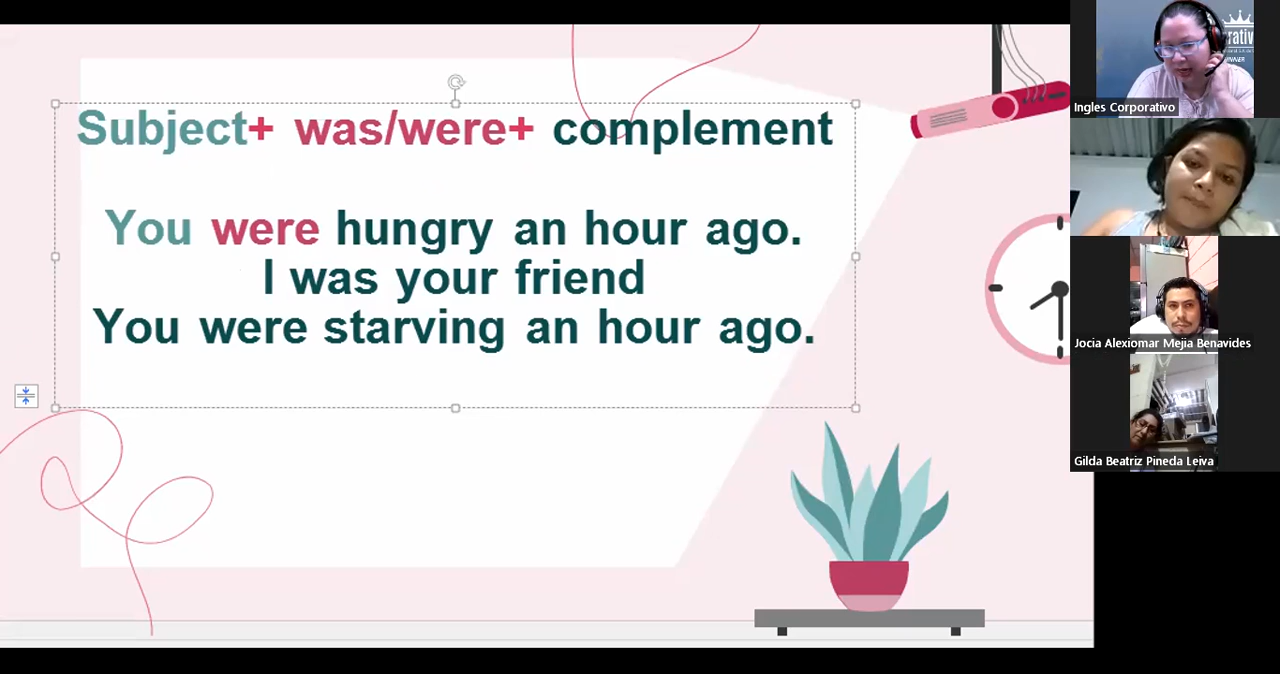 Subject+ was/were+ complement
You were hungry an hour ago.
I was your friend
You were starving an hour ago.
Ingles Corporativo
Jocia Alexiomar Mejia Benavides
Gilda Beatriz Pineda Leiva